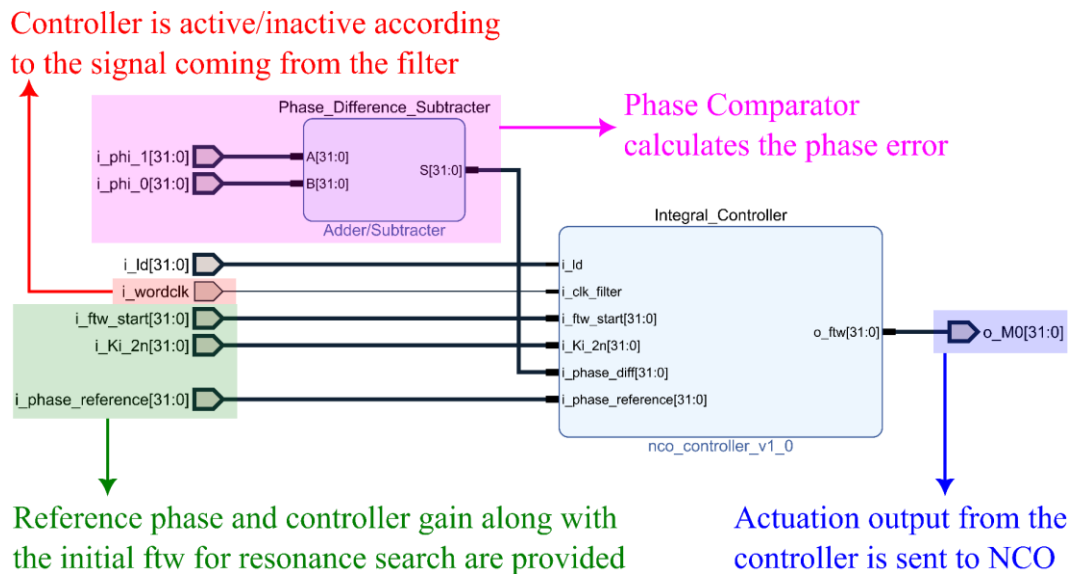 Controller is active/inactive according
to the signal coming from the filter
Phase_Difference_Subtracter
Phase Comparator
calculates the phase error
i_phi_1[31:0]
A[31:0]
S[31:0]
i_phi_0[31:0]
B[31:0]
Adder/Subtracter
Integral_Controller
i_Id[31:0]
i_Id
i_wordclk
i_clk_filter
i_ftw_start[31:0]
i_ftw_start[31:0]
o_ftw[31:0]
o_M0[31:0]
i_Ki_2n[31:0]
i_Ki_2n[31:0]
i_phase_diff[31:0]
i_phase_reference[31:0]
i_phase_reference[31:0]
nco_controller_v1_0
Reference phase and controller gain along with
the initial ftw for resonance search are provided
Actuation output from the
controller is sent to NCO